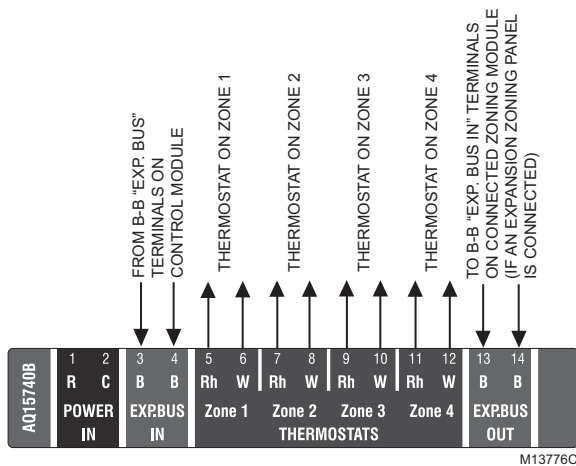 FROM B-B “EXP. BUS”
TERMINALS ON
CONTROL MODULE
THERMOSTAT ON ZONE 1
THERMOSTAT ON ZONE 2
THERMOSTAT ON ZONE 3
THERMOSTAT ON ZONE 4
TO B-B “EXP. BUS IN” TERMINALS
ON CONNECTED ZONING MODULE
(IF AN EXPANSION ZONING PANEL
IS CONNECTED)
AQ15740B
1 2 3 4 5 6 7 8 9 10 11 12 13 14
R C B B Rh W Rh W Rh W Rh W B B
POWER EXP.BUS Zone 1 Zone 2 Zone 3 Zone 4 EXP.BUS
IN IN THERMOSTATS OUT
M13776C